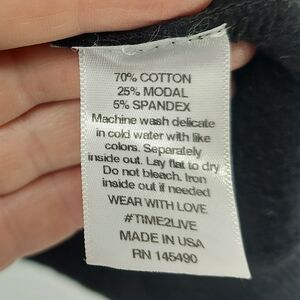 70% COTTON
25% MODAL
5% SPANDEX
Machine wash delicate
in cold water with like
colors. Separately
inside out. Lay flat to dry
Do not bleach. Iron
inside out if needed
WEAR WITH LOVE
#TIME2LIVE
MADE IN USA
RN 145490